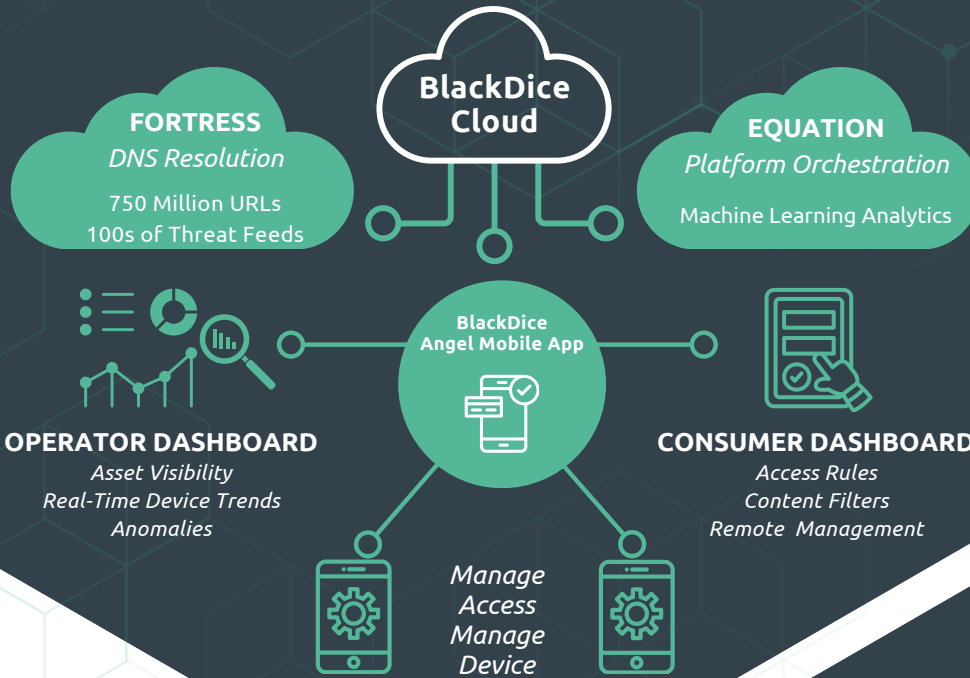 BlackDice
Cloud
FORTRESS
DNS Resolution
750 Million URLs
100s of Threat Feeds
EQUATION
Platform Orchestration
Machine Learning Analytics
BlackDice
Angel Mobile App
OPERATOR DASHBOARD
Asset Visibility
Real-Time Device Trends
Anomalies
CONSUMER DASHBOARD
Access Rules
Content Filters
Remote Management
Manage
Access
Manage
Device